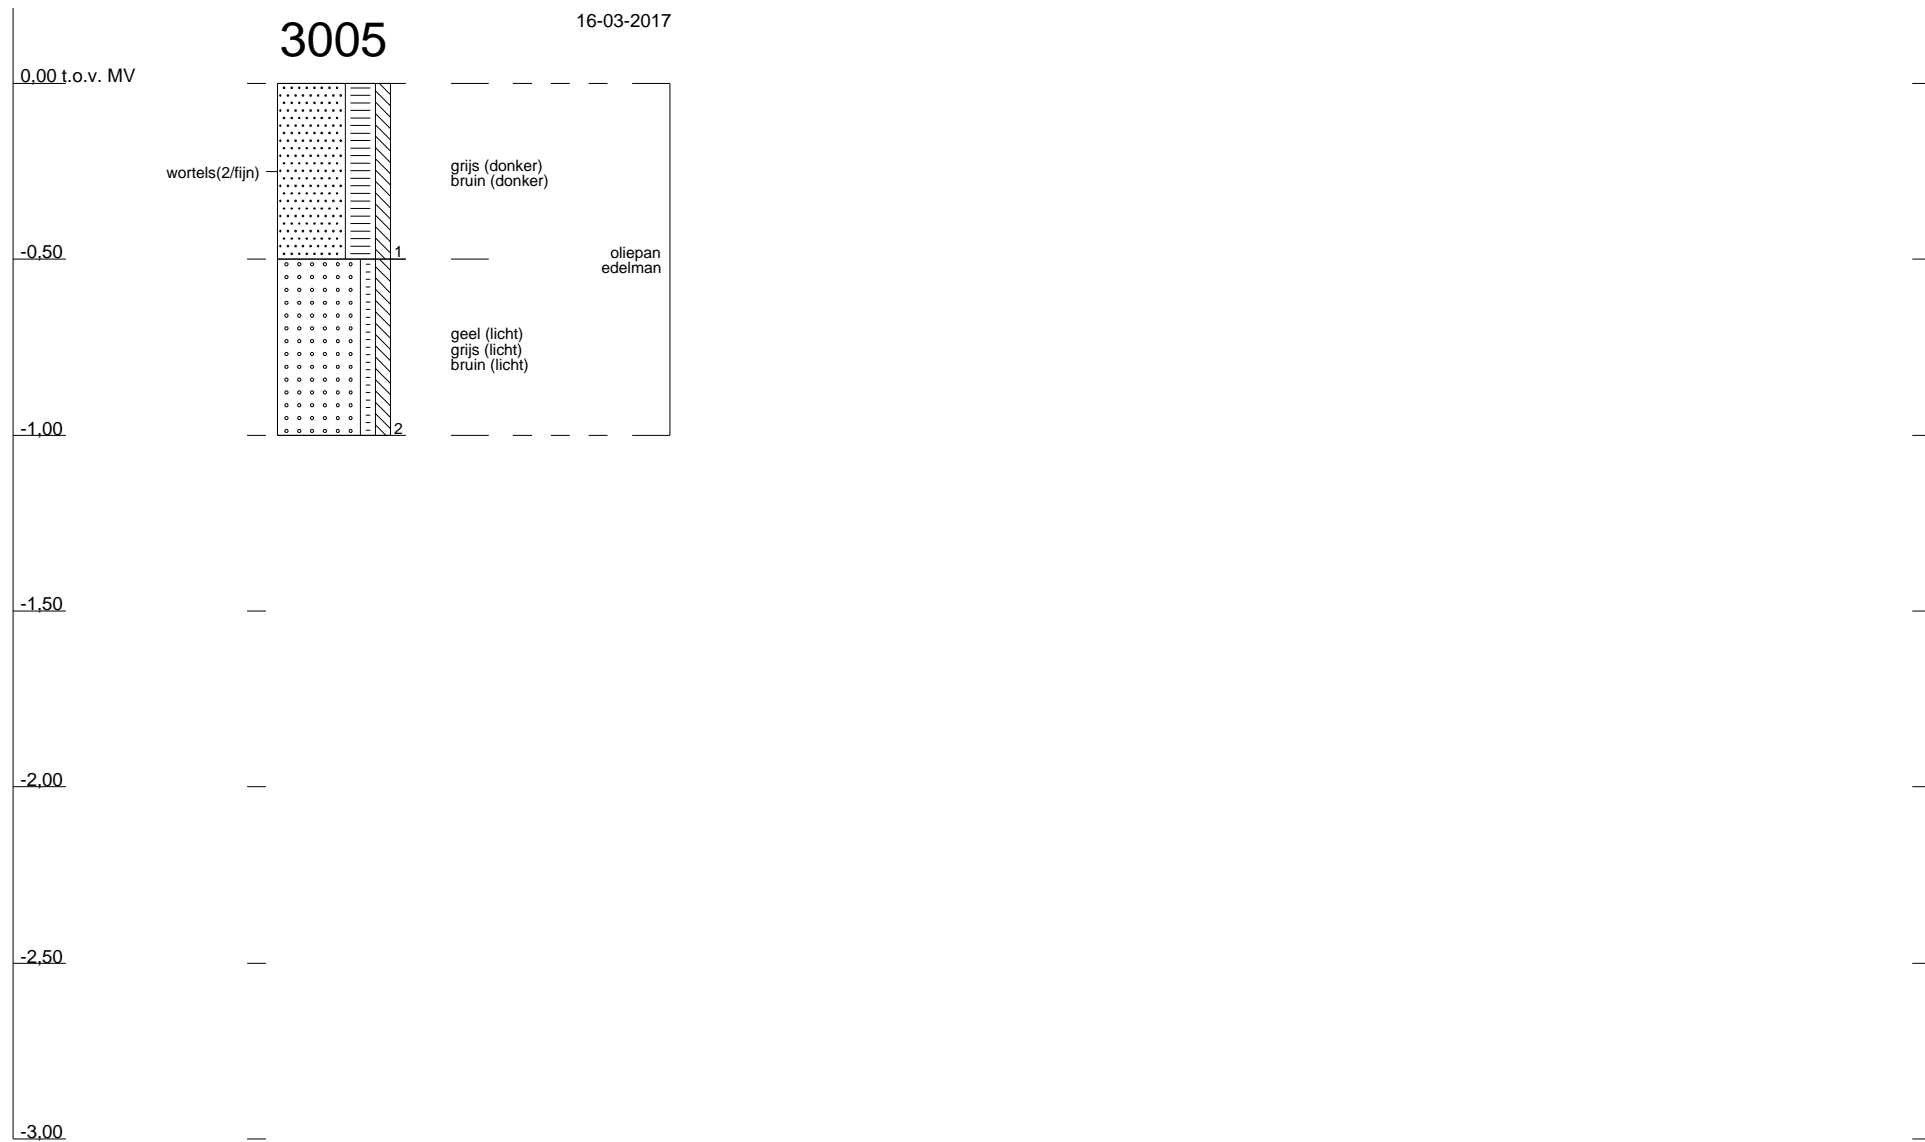 3005
16-03-2017
0,00 t.o.v. MV
wortels(2/fijn)
grijs (donker)
bruin (donker)
-0,50
1
oliepan
edelman
geel (licht)
grijs (licht)
bruin (licht)
-1,00
2
-1,50
-2,00
-2,50
-3,00